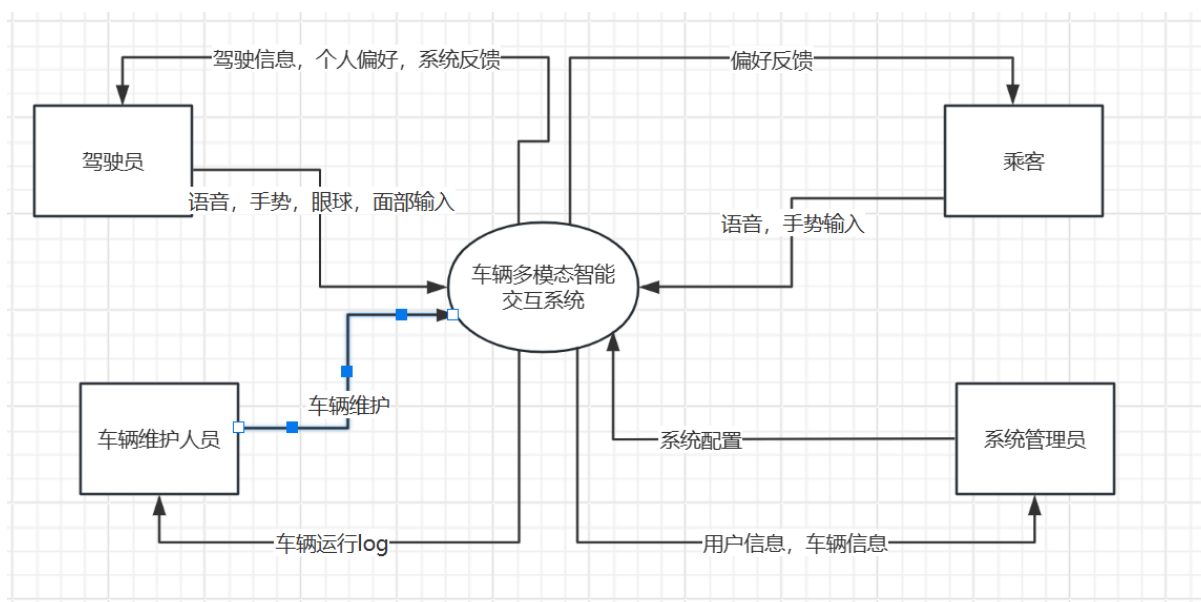 驾驶信息，个人偏好，系统反馈
偏好反馈
驾驶员
乘客
语音，手势，眼球，面部输入
语音，手势输入
车辆多模态智能
交互系统
车辆维护
车辆维护人员
系统配置
系统管理员
车辆运行log
用户信息，车辆信息